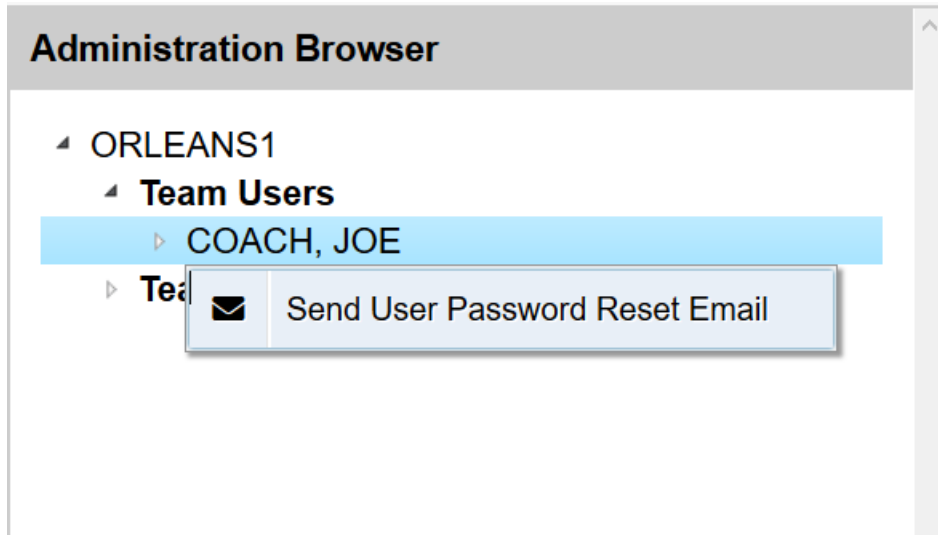 Administration Browser
ORLEANS1
Team Users
COACH, JOE
Send User Password Reset Email